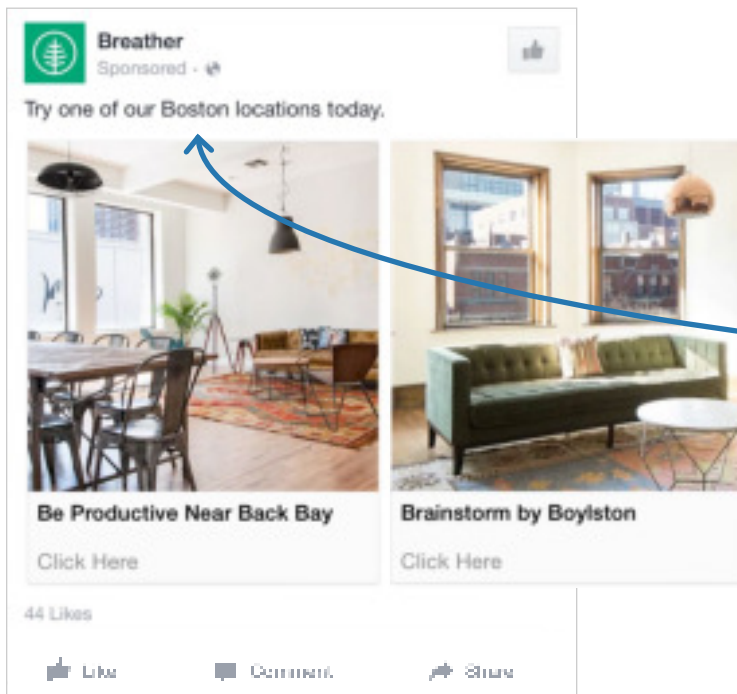 Breather
Sponsored ·
Try one of our Boston locations today.
Be Productive Near Back Bay
Brainstorm by Boylston
Click Here
Click Here
44 Likes
Like
Comment
Share